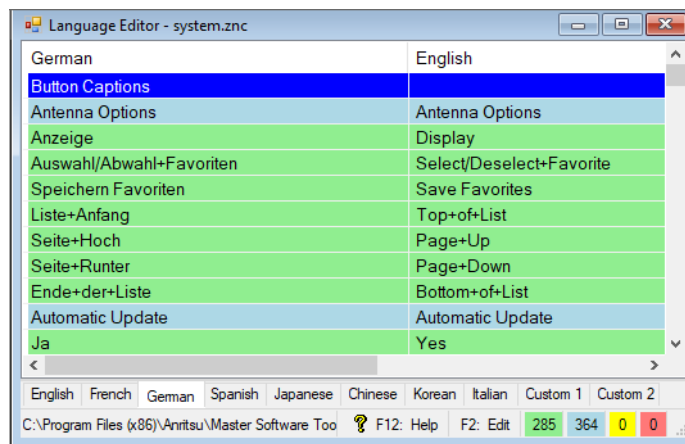 Language Editor - system.znc
German English
Button Captions
Antenna Options Antenna Options
Anzeige Display
Auswahl/Abwahl+Favoriten Select/Deselect+Favorite
Speichern Favoriten Save Favorites
Liste+Anfang Top+of+List
Seite+Hoch Page+Up
Seite+Runter Page+Down
Ende+der+Liste Bottom+of+List
Automatic Update Automatic Update
Ja Yes
English French German Spanish Japanese Chinese Korean Italian Custom 1 Custom 2
C:\Program Files (x86)\Anritsu\Master Software Too ? F12: Help F2: Edit 285 364 0 0